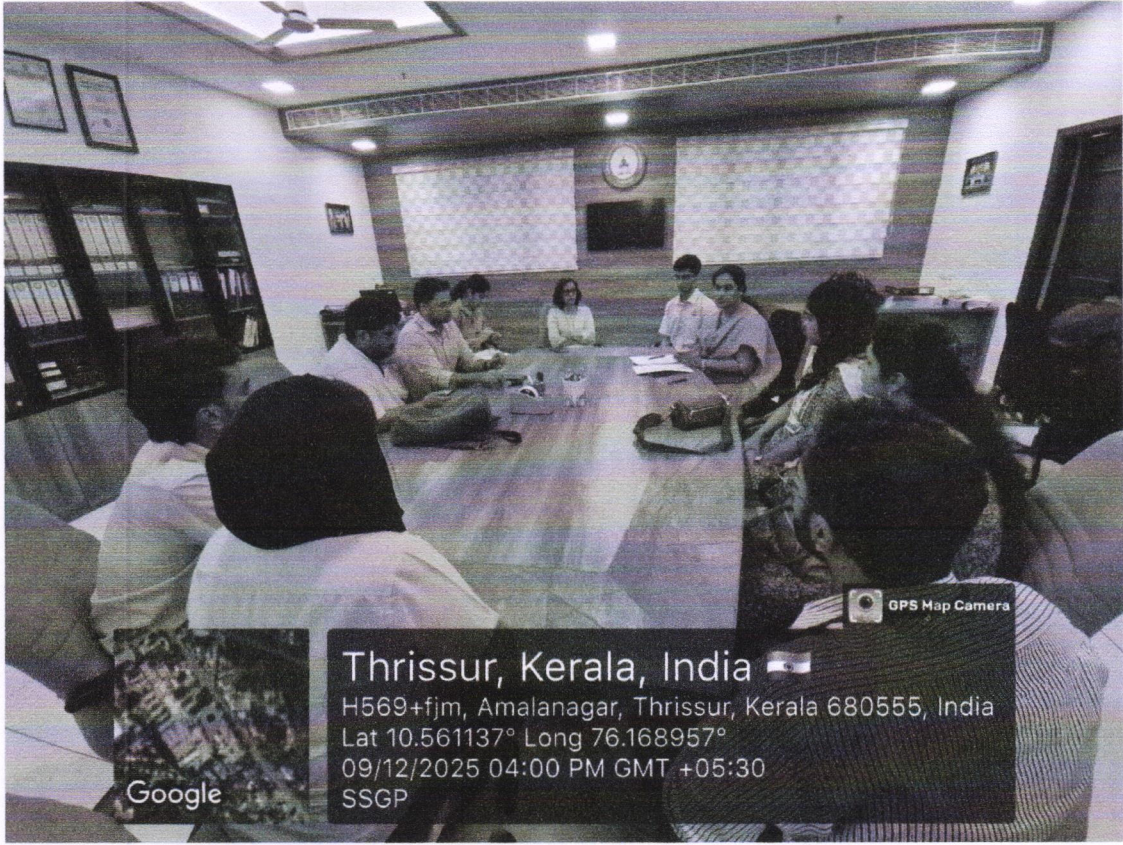 GPS Map Camera
Thrissur, Kerala, India
H569+fjm, Amalanagar, Thrissur, Kerala 680555, India
Lat 10.561137° Long 76.168957°
09/12/2025 04:00 PM GMT +05:30
SSGP
Google